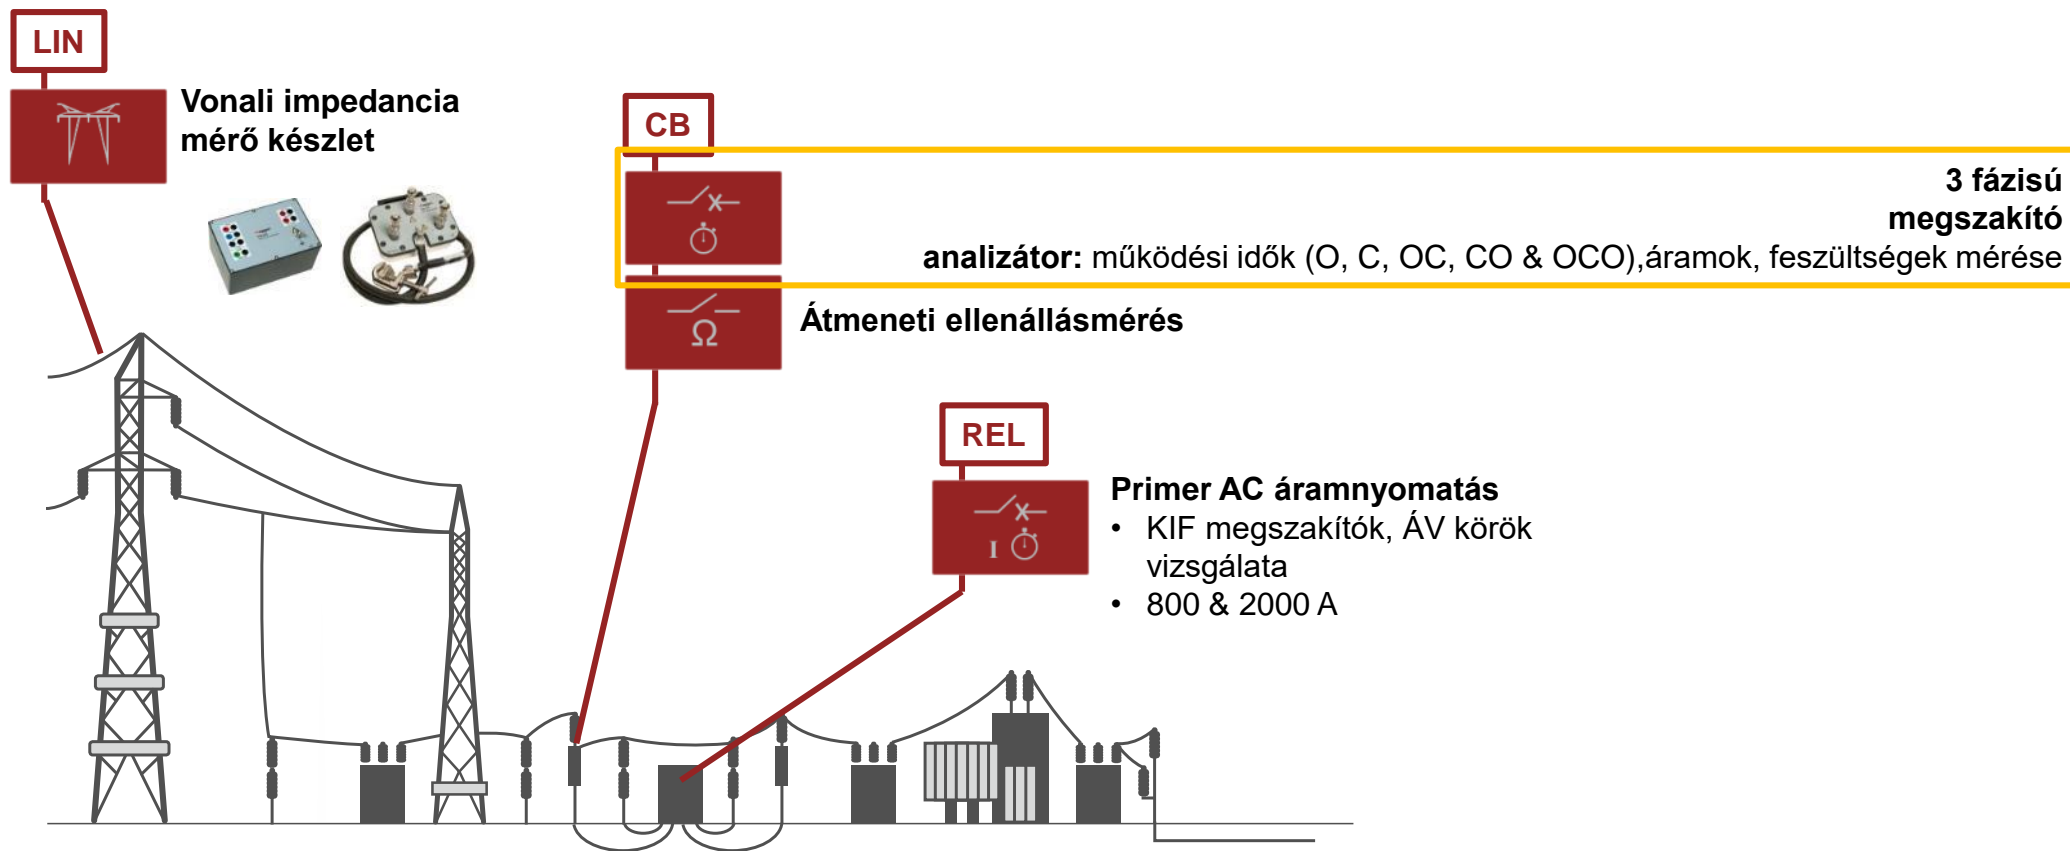 LIN
Vonali impedancia
mérő készlet
CB
3 fázisú
megszakító
analizátor: működési idők (O, C, OC, CO & OCO),áramok, feszültségek mérése
Ω
Átmeneti ellenállásmérés
REL
I
Primer AC áramnyomatás
• KIF megszakítók, ÁV körök
vizsgálata
• 800 & 2000 A